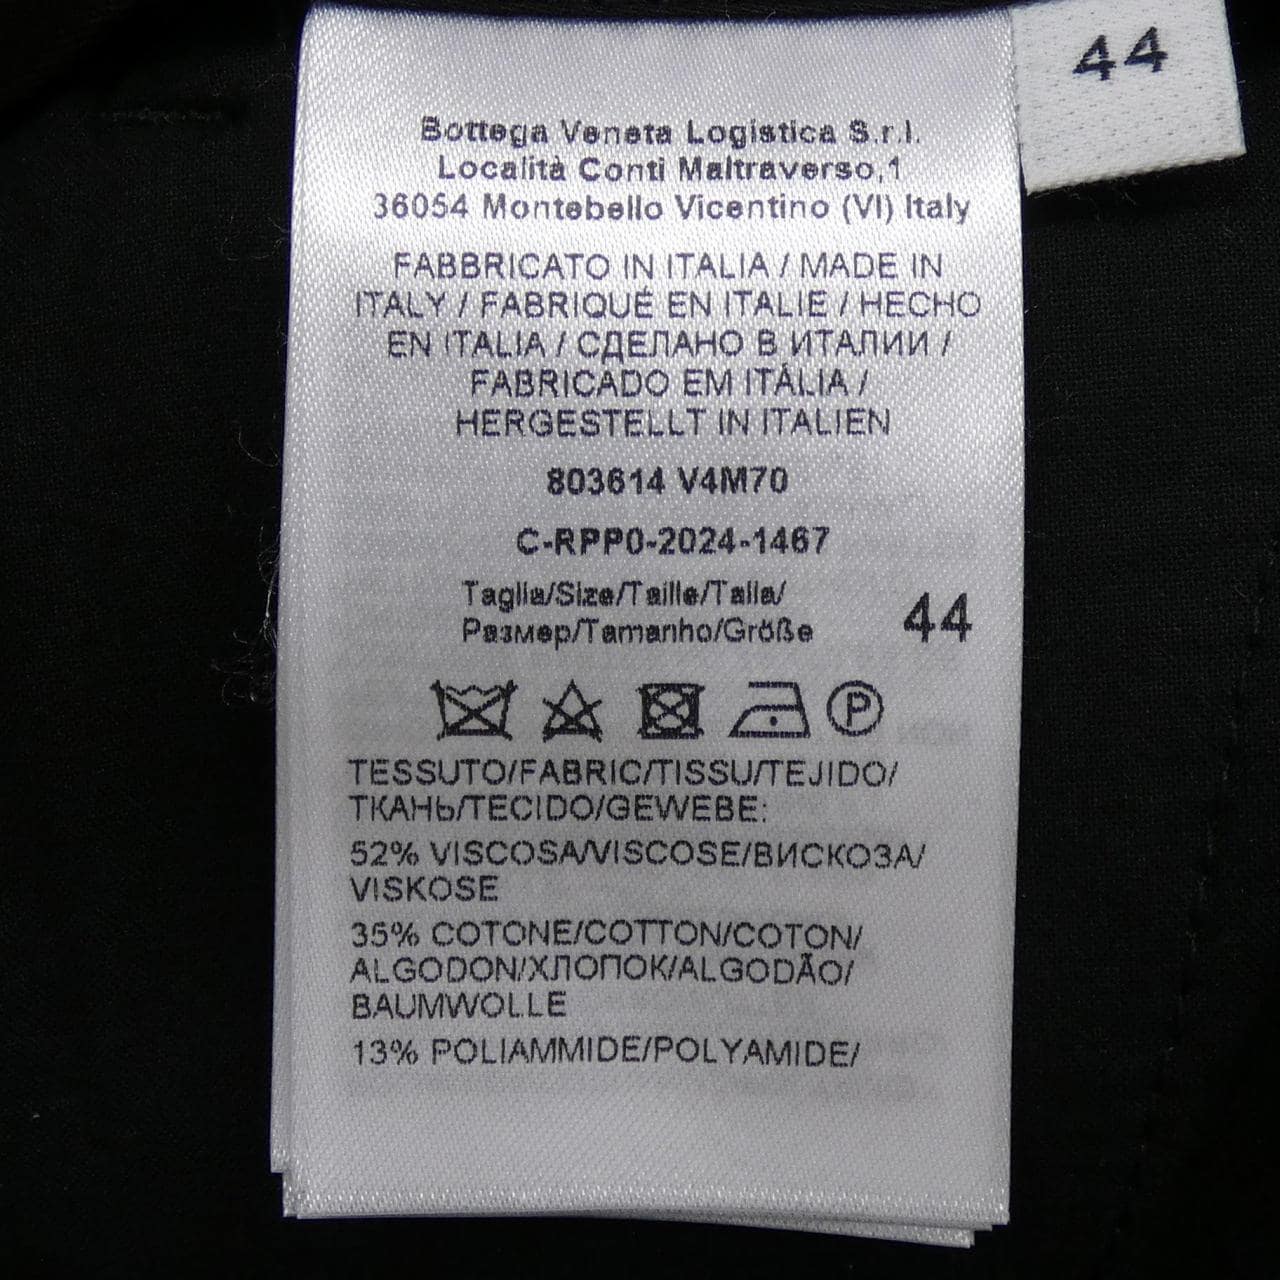 44
Bottega Veneta Logistica S.r.l.
Località Conti Maltraverso,1
36054 Montebello Vicentino (VI) Italy
FABBRICATO IN ITALIA / MADE IN
ITALY / FABRIQUÉ EN ITALIE / HECHO
EN ITALIA / СДЕЛАНО В ИТАЛИИ /
FABRICADO EM ITÁLIA /
HERGESTELLT IN ITALIEN
803614 V4M70
C-RPP0-2024-1467
Taglia/Size/Taille/Talla/
Размер/Tamanho/Größe 44
P
TESSUTO/FABRIC/TISSU/TEJIDO/
ТКАНЬ/TECIDO/GEWEBE:
52% VISCOSA/VISCOSE/ВИСКОЗА/
VISKOSE
35% COTONE/COTTON/COTON/
ALGODON/ХЛОПОК/ALGODÃO/
BAUMWOLLE
13% POLIAMMIDE/POLYAMIDE/